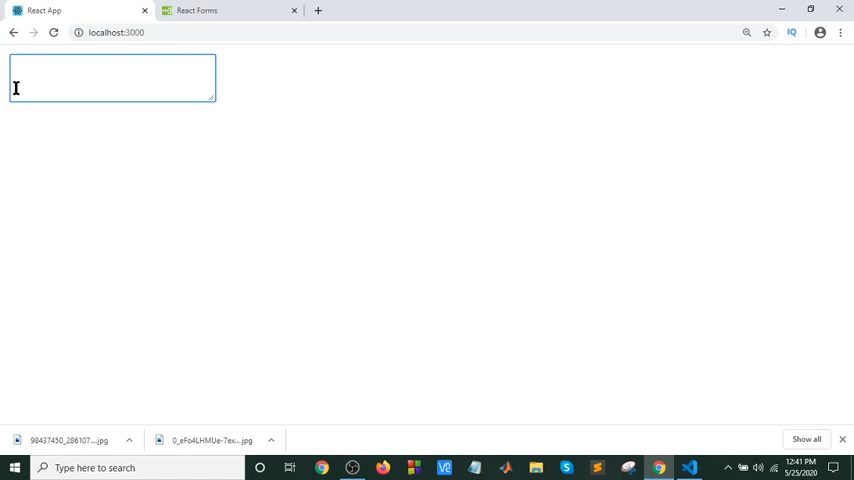 React App
React Forms
localhost:3000
IQ
98437450_286107....jpg
0_eFo4LHMUe-7ex....jpg
Show all
Type here to search
12:41 PM
5/25/2020